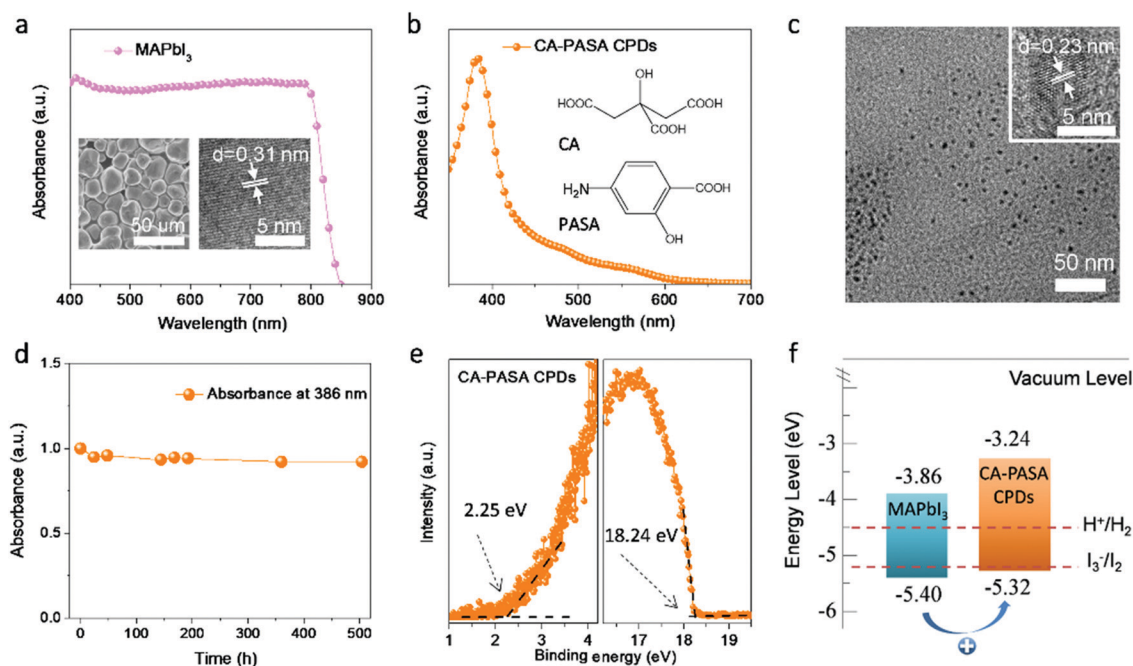 a
MAPbI3
Absorbance (a.u.)
50 µm
d=0.31 nm
5 nm
400 500 600 700 800 900
Wavelength (nm)
b
CA-PASA CPDs
Absorbance (a.u.)
OH
HOOC
COOH
COOH
CA
H2N
COOH
PASA
OH
400 500 600 700
Wavelength (nm)
c
d=0.23 nm
5 nm
50 nm
d
Absorbance at 386 nm
Absorbance (a.u.)
1.5
1.0
0.5
0.0
0 100 200 300 400 500
Time (h)
e
CA-PASA CPDs
Intensity (a.u.)
2.25 eV
18.24 eV
1 2 3 4 17 18 19
Binding energy (eV)
f
Vacuum Level
Energy Level (eV)
-3
-4
-5
-6
-3.86
MAPbI3
-5.40
-3.24
CA-PASA
CPDs
-5.32
H+/H2
I3-/I2
+